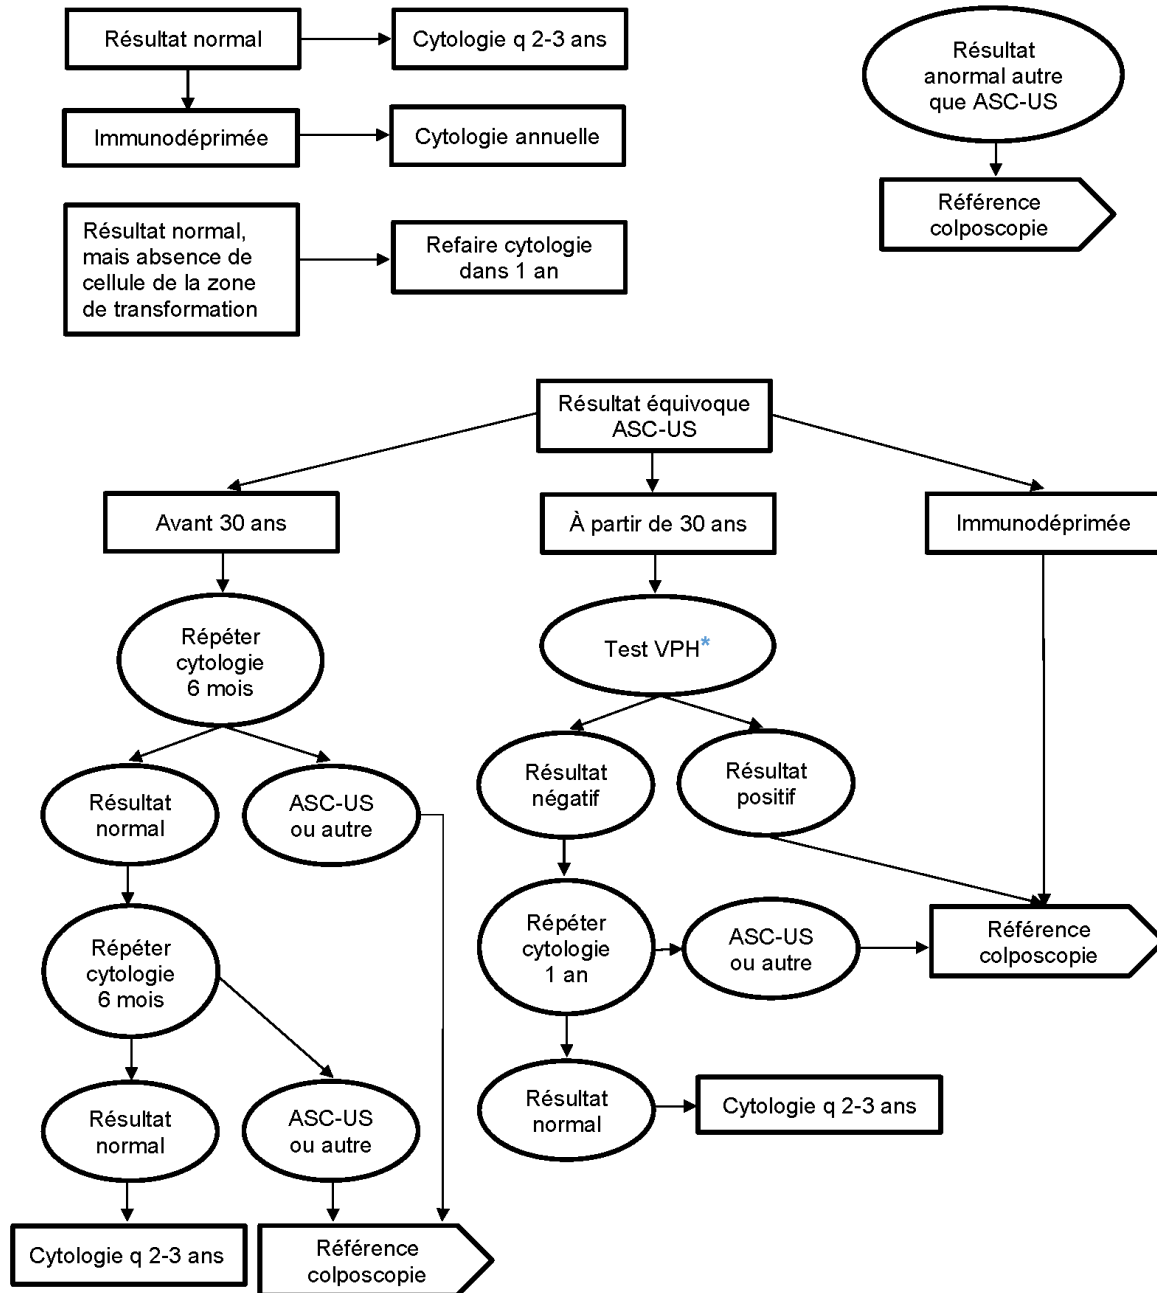 Résultat normal
Cytologie q 2-3 ans
Immunodéprimée
Cytologie annuelle
Résultat normal,
mais absence de
cellule de la zone
de transformation
Refaire cytologie
dans 1 an
Résultat
anormal autre
que ASC-US
Référence
colposcopie
Résultat équivoque
ASC-US
Avant 30 ans
À partir de 30 ans
Immunodéprimée
Répéter
cytologie
6 mois
Test VPH*
Résultat
normal
ASC-US
ou autre
Résultat
négatif
Résultat
positif
Répéter
cytologie
6 mois
Répéter
cytologie
1 an
ASC-US
ou autre
Référence
colposcopie
Résultat
normal
ASC-US
ou autre
Résultat
normal
Cytologie q 2-3 ans
Cytologie q 2-3 ans
Référence
colposcopie